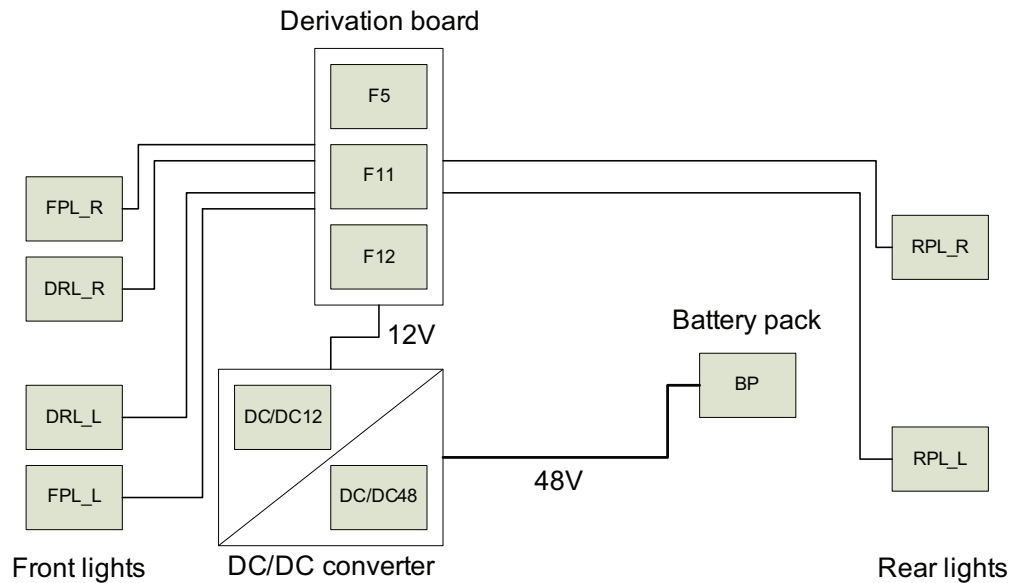 Derivation board
F5
F11
FPL_R
RPL_R
F12
DRL_R
12V
Battery pack
BP
DRL_L
DC/DC12
RPL_L
48V
FPL_L
DC/DC48
Front lights
DC/DC converter
Rear lights